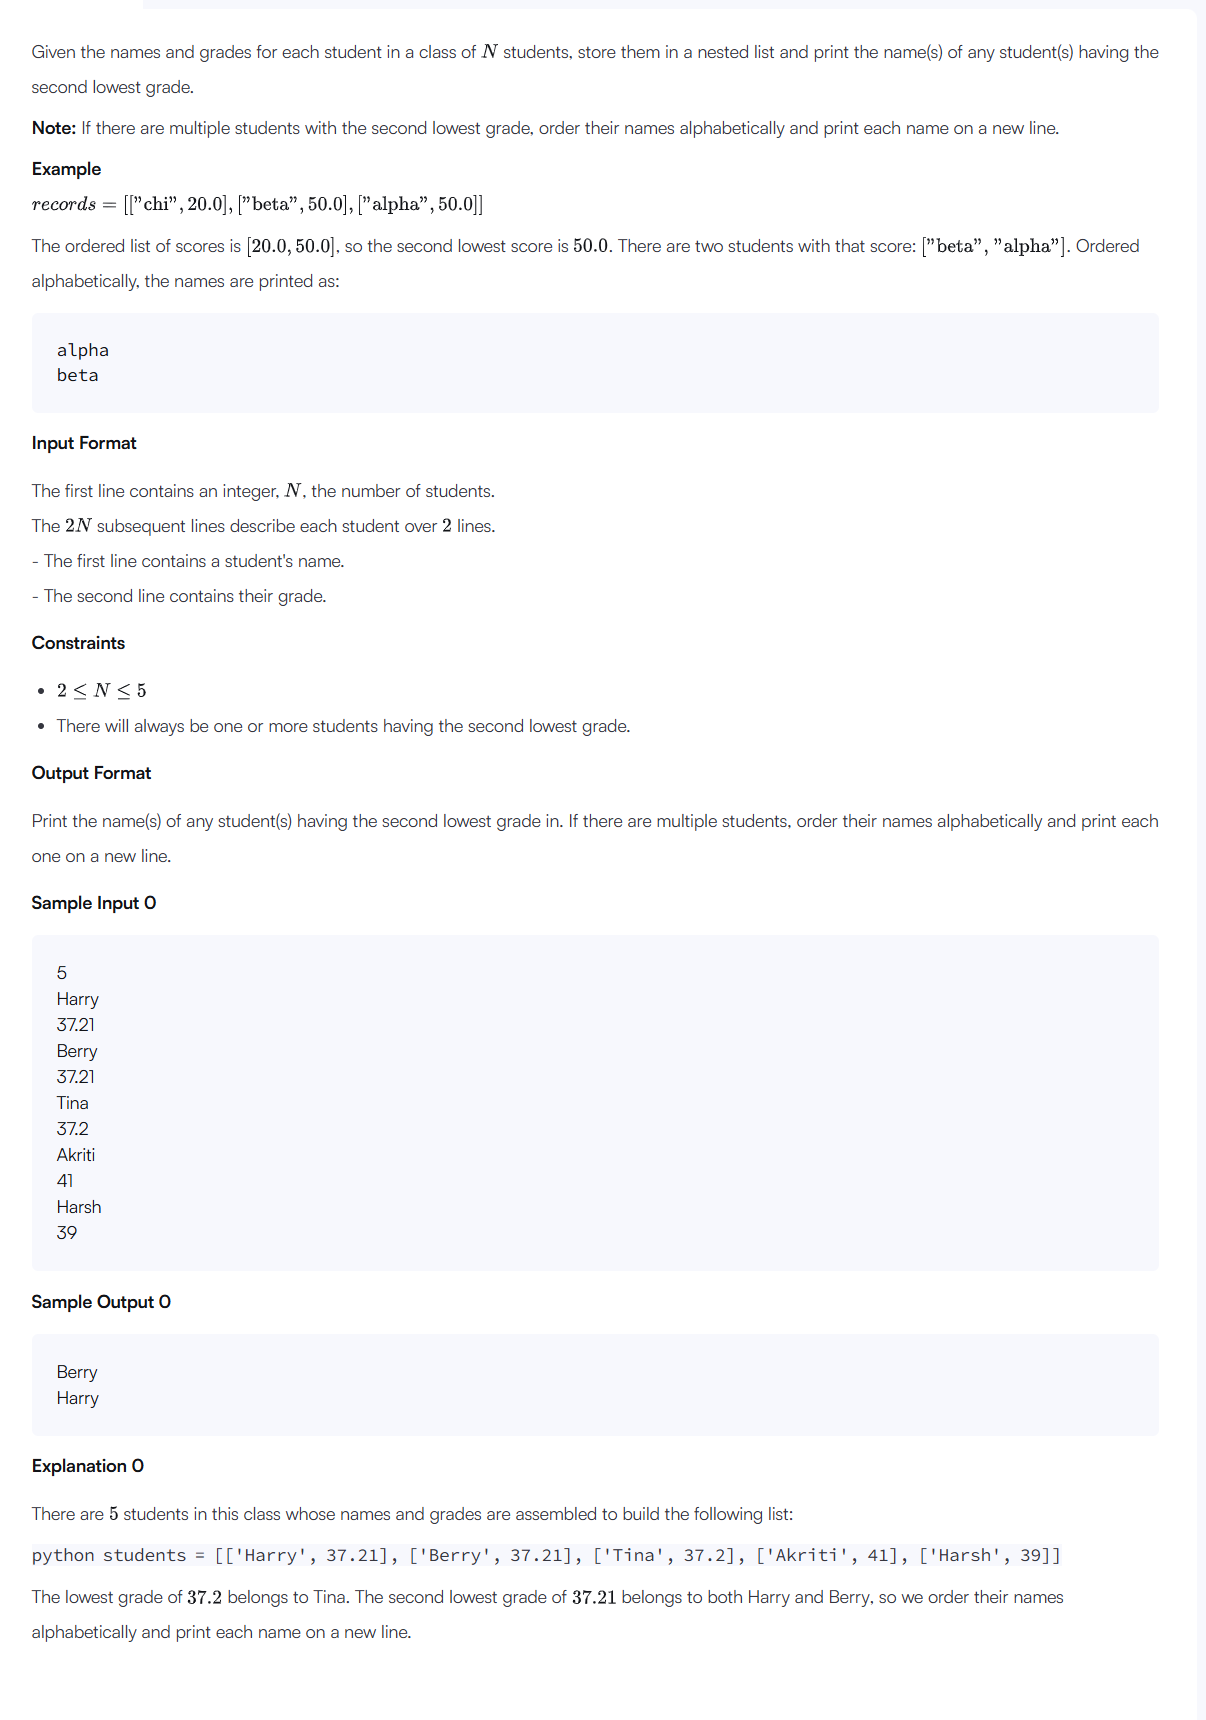 Given the names and grades for each student in a class of N students, store them in a nested list and print the name(s) of any student(s) having the
second lowest grade.
Note: If there are multiple students with the second lowest grade, order their names alphabetically and print each name on a new line.
Example
records = [["chi", 20.0], ["beta", 50.0], ["alpha", 50.0]]
The ordered list of scores is [20.0, 50.0], so the second lowest score is 50.0. There are two students with that score: ["beta", "alpha"]. Ordered
alphabetically, the names are printed as:
alpha
beta
Input Format
The first line contains an integer, N, the number of students.
The 2N subsequent lines describe each student over 2 lines.
- The first line contains a student's name.
- The second line contains their grade.
Constraints
• 2 ≤ N ≤ 5
• There will always be one or more students having the second lowest grade.
Output Format
Print the name(s) of any student(s) having the second lowest grade in. If there are multiple students, order their names alphabetically and print each
one on a new line.
Sample Input 0
5
Harry
37.21
Berry
37.21
Tina
37.2
Akriti
41
Harsh
39
Sample Output 0
Berry
Harry
Explanation 0
There are 5 students in this class whose names and grades are assembled to build the following list:
python students = [['Harry', 37.21], ['Berry', 37.21], ['Tina', 37.2], ['Akriti', 41], ['Harsh', 39]]
The lowest grade of 37.2 belongs to Tina. The second lowest grade of 37.21 belongs to both Harry and Berry, so we order their names
alphabetically and print each name on a new line.